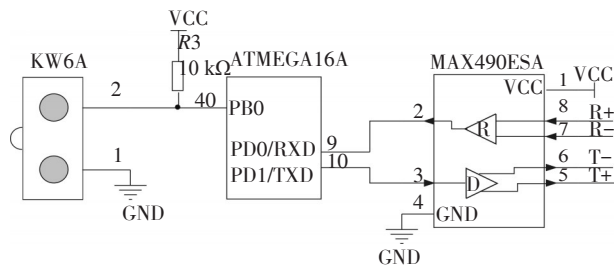 VCC
KW6A
R3
10 kΩ
ATMEGA16A
MAX490ESA
VCC
1
VCC
2
40
PB0
2
R
8
R+
7
R−
PD0/RXD
9
PD1/TXD
10
1
GND
3
D
6
T−
5
T+
4
GND
GND